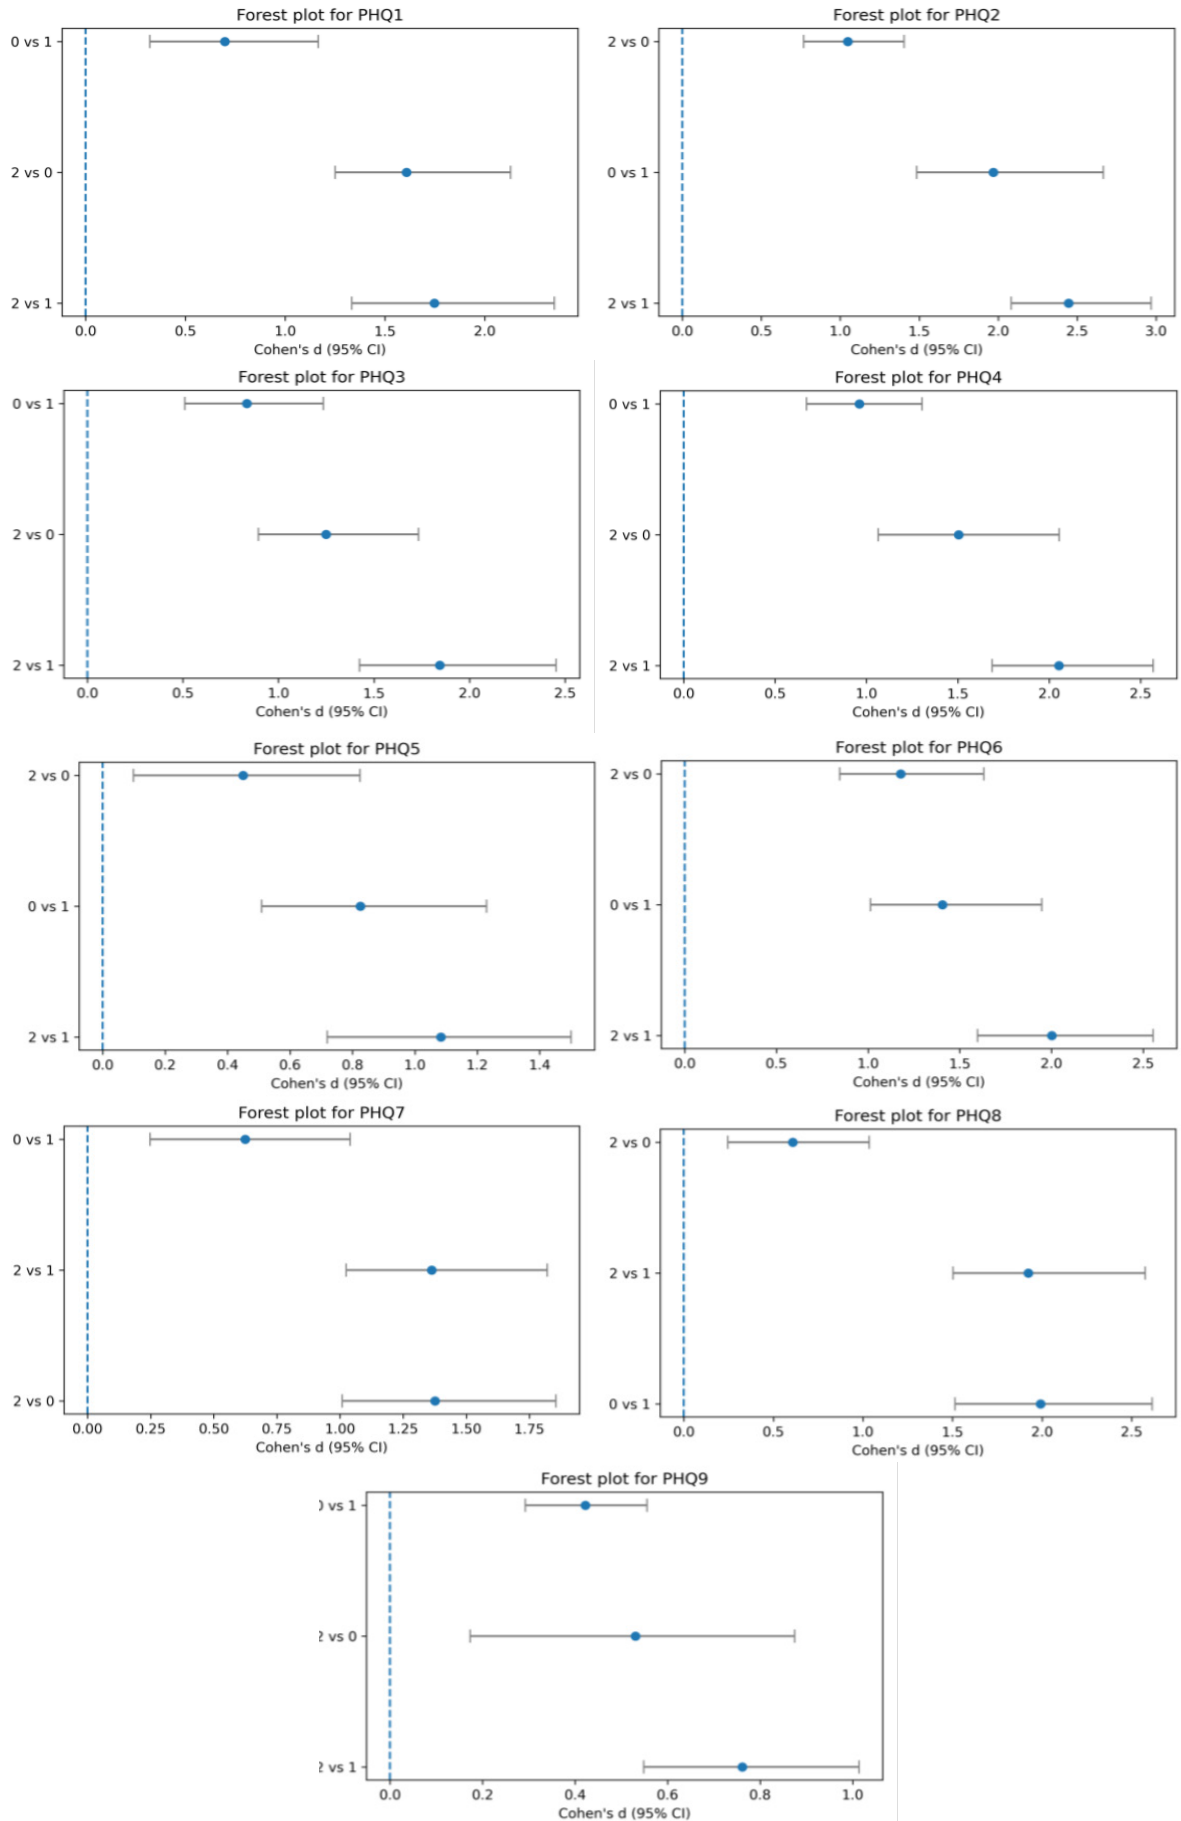 Forest plot for PHQ1
0 vs 1
2 vs 0
2 vs 1
0.0 0.5 1.0 1.5 2.0
Cohen's d (95% CI)
Forest plot for PHQ2
2 vs 0
0 vs 1
2 vs 1
0.0 0.5 1.0 1.5 2.0 2.5 3.0
Cohen's d (95% CI)
Forest plot for PHQ3
0 vs 1
2 vs 0
2 vs 1
0.0 0.5 1.0 1.5 2.0 2.5
Cohen's d (95% CI)
Forest plot for PHQ4
0 vs 1
2 vs 0
2 vs 1
0.0 0.5 1.0 1.5 2.0 2.5
Cohen's d (95% CI)
Forest plot for PHQ5
2 vs 0
0 vs 1
2 vs 1
0.0 0.2 0.4 0.6 0.8 1.0 1.2 1.4
Cohen's d (95% CI)
Forest plot for PHQ6
2 vs 0
0 vs 1
2 vs 1
0.0 0.5 1.0 1.5 2.0 2.5
Cohen's d (95% CI)
Forest plot for PHQ7
0 vs 1
2 vs 1
2 vs 0
0.00 0.25 0.50 0.75 1.00 1.25 1.50 1.75
Cohen's d (95% CI)
Forest plot for PHQ8
2 vs 0
2 vs 1
0 vs 1
0.0 0.5 1.0 1.5 2.0 2.5
Cohen's d (95% CI)
Forest plot for PHQ9
0 vs 1
2 vs 0
2 vs 1
0.0 0.2 0.4 0.6 0.8 1.0
Cohen's d (95% CI)